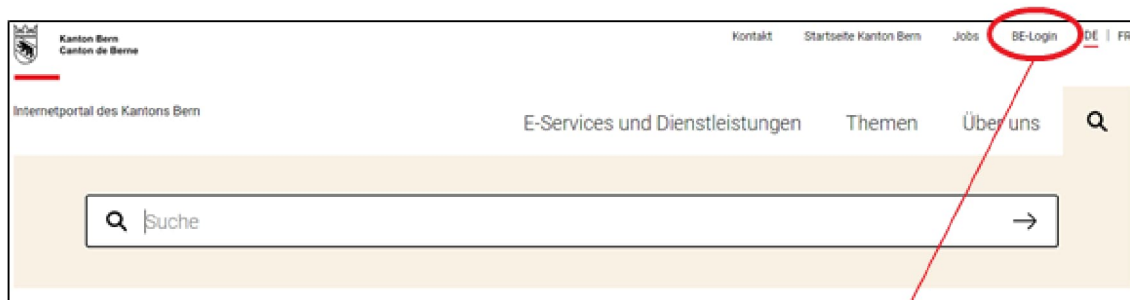 Kanton Bern
Canton de Berne
Kontakt Startseite Kanton Bern Jobs BE-Login DE | FR
Internetportal des Kantons Bern
E-Services und Dienstleistungen Themen Über uns
Suche